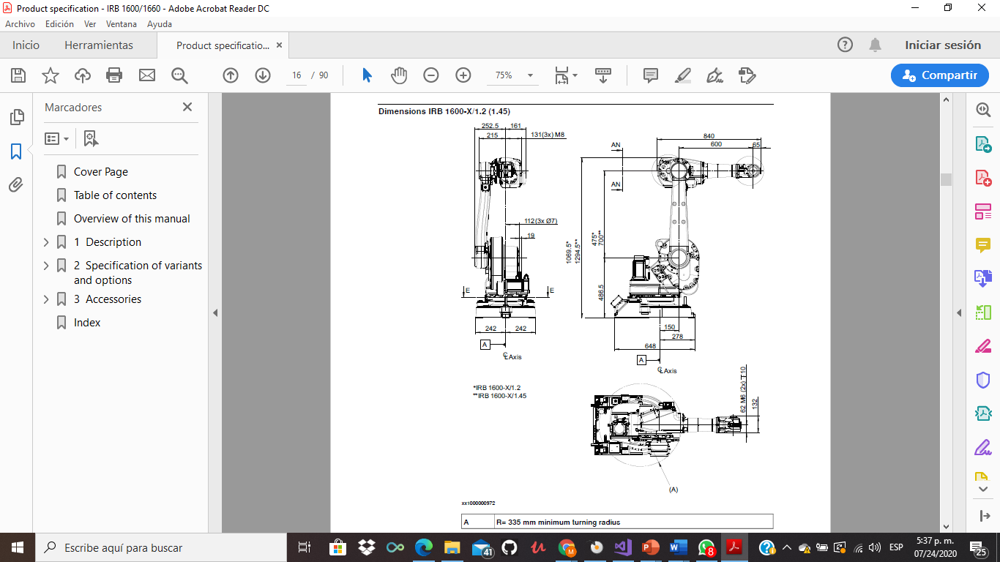 Product specification - IRB 1600/1660 - Adobe Acrobat Reader DC
Archivo Edición Ver Ventana Ayuda
Inicio Herramientas Product specificatio... Iniciar sesión
16 / 90 75% Compartir
Marcadores
Cover Page
Table of contents
Overview of this manual
1 Description
2 Specification of variants
and options
3 Accessories
Index
Dimensions IRB 1600-X/1.2 (1.45)
252.5 161
215 131(3x) M8
112(3x Ø7)
19
E E
242 242
A
℄ Axis
840
600 65
AN
AN
1069.5*
1294.5**
475*
700**
486.5
150
278
648
A
℄ Axis
*IRB 1600-X/1.2
**IRB 1600-X/1.45
62 M6 (2x) ↧10
132
(A)
xx1000000972
A R= 335 mm minimum turning radius
Escribe aquí para buscar
41
8
ESP
5:37 p. m.
07/24/2020
25